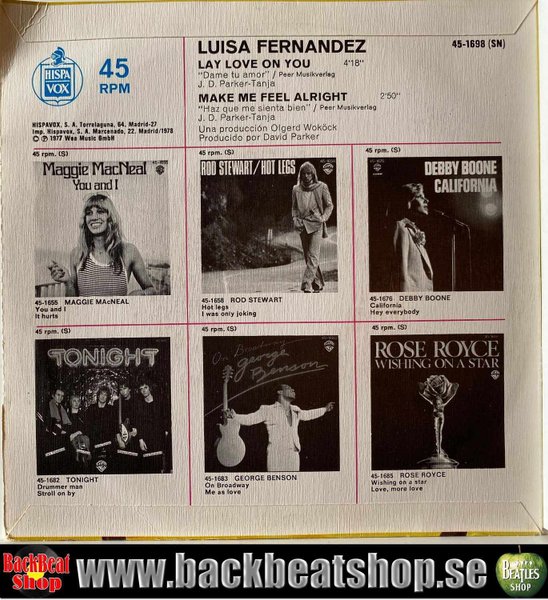 LUISA FERNANDEZ
45-1698 (SN)
LAY LOVE ON YOU 4'18"
"Dame tu amor" / Peer Musikverlag
J. D. Parker-Tanja
MAKE ME FEEL ALRIGHT 2'50"
"Haz que me sienta bien" / Peer Musikverlag
J. D. Parker-Tanja
Una producción Olgerd Woköck
Producido por David Parker
HISPA
VOX
45
RPM
HISPAVOX, S. A. Torrelaguna, 64, Madrid-27
Imp. Hispavox, S. A. Marcenado, 22, Madrid/1978
© ℗ 1977 Wea Music GmbH
45 rpm. (S)
Maggie MacNeal
You and I
45-1655 MAGGIE MacNEAL
You and I
It hurts
45 rpm. (S)
ROD STEWART/HOT LEGS
45-1658 ROD STEWART
Hot legs
I was only joking
45 rpm. (S)
DEBBY BOONE
CALIFORNIA
45-1676 DEBBY BOONE
California
Hey everybody
45 rpm. (S)
TONIGHT
45-1682 TONIGHT
Drummer man
Stroll on by
45 rpm. (S)
On Broadway
George Benson
45-1683 GEORGE BENSON
On Broadway
Me as love
45 rpm. (S)
ROSE ROYCE
WISHING ON A STAR
45-1685 ROSE ROYCE
Wishing on a star
Love, more love
BackBeat
Shop
www.backbeatshop.se
BEATLES
SHOP